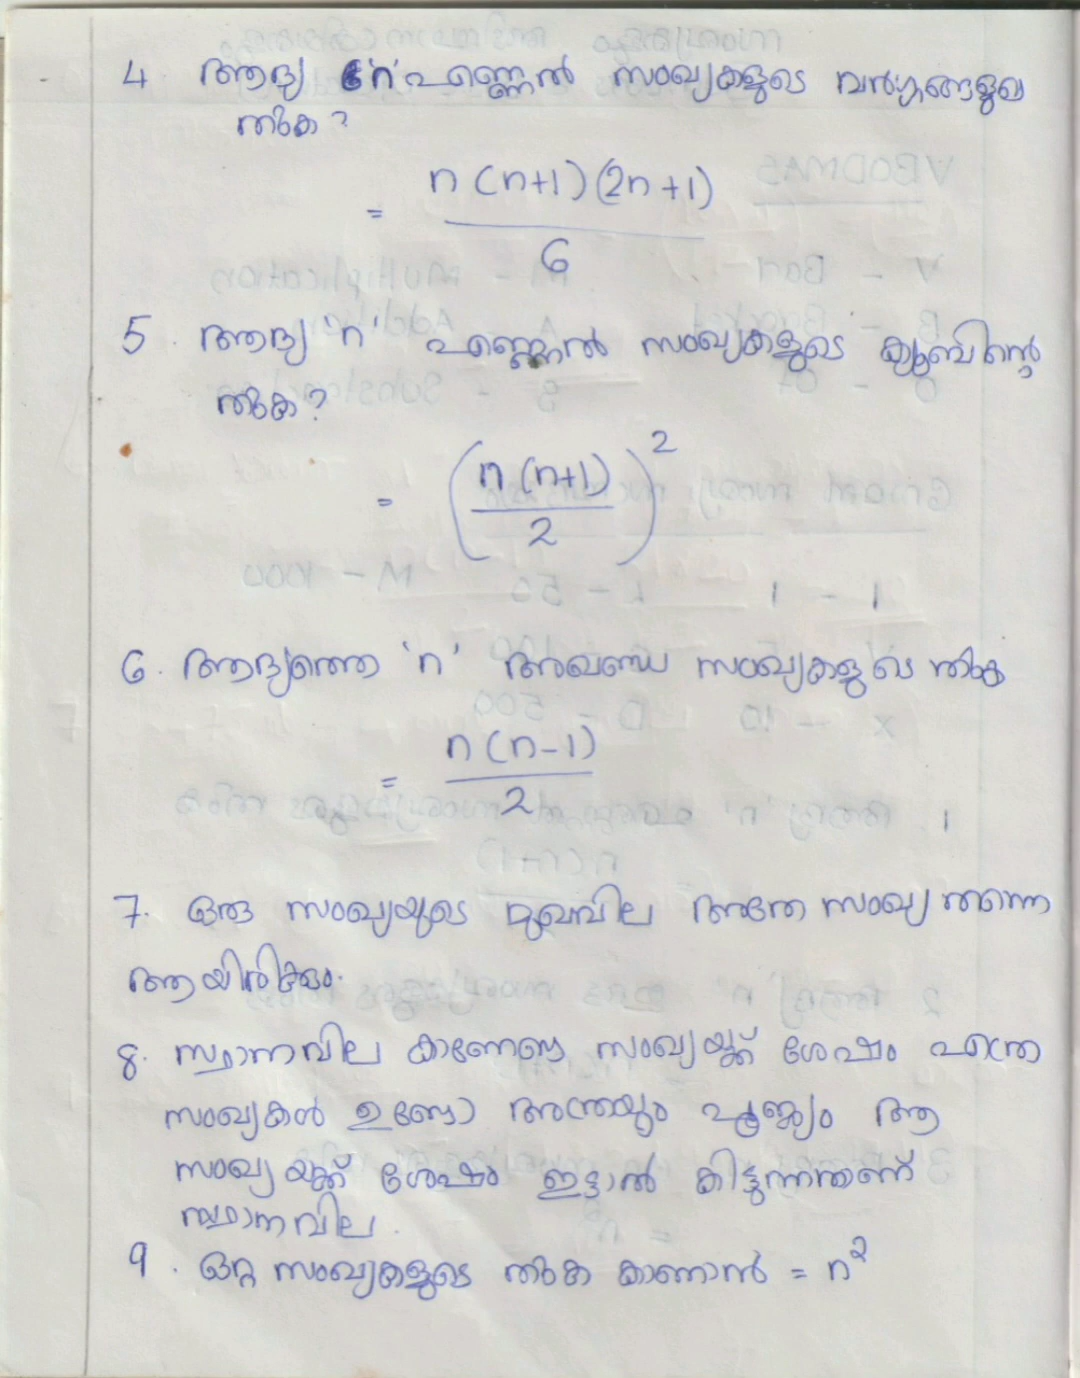 4 ആദ്യ 'n' എണ്ണൽ സംഖ്യകളുടെ വർഗ്ഗങ്ങളുടെ
തുക?
= n(n+1)(2n+1)
6
5. ആദ്യ 'n' എണ്ണൽ സംഖ്യകളുടെ ക്യൂബിന്റെ
തുക?
= (n(n+1)
2)²
6. ആദ്യത്തെ 'n' അഖണ്ഡ സംഖ്യകളുടെ തുക
= n(n-1)
2
7. ഒരു സംഖ്യയുടെ മുഖവില അതേ സംഖ്യ തന്നെ
ആയിരിക്കും.
8. സ്ഥാനവില കാണേണ്ട സംഖ്യയ്ക്ക് ശേഷം എത്ര
സംഖ്യകൾ ഉണ്ടോ അത്രയും പൂജ്യം ആ
സംഖ്യയ്ക്ക് ശേഷം ഇട്ടാൽ കിട്ടുന്നതാണ്
സ്ഥാനവില.
9. ഒറ്റ സംഖ്യകളുടെ തുക കാണാൻ = n²